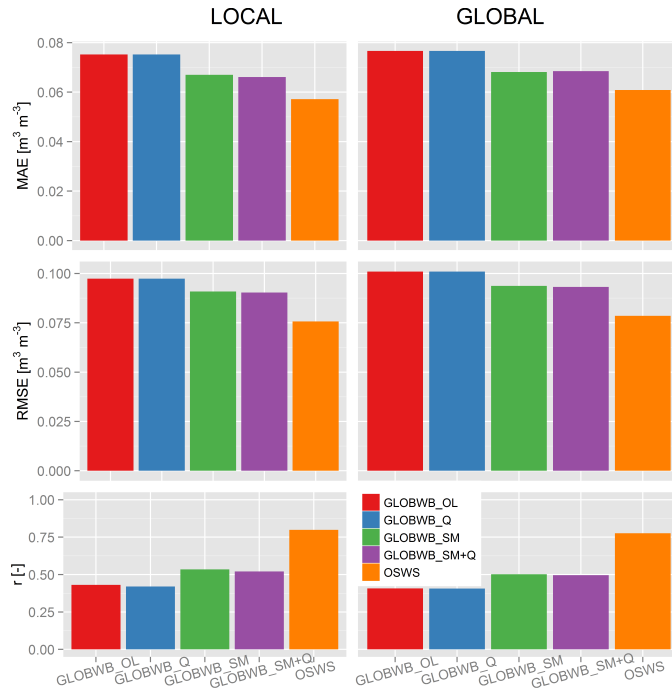 LOCAL GLOBAL
MAE [m³ m⁻³]
0.08
0.06
0.04
0.02
0.00
RMSE [m³ m⁻³]
0.100
0.075
0.050
0.025
0.000
r [-]
1.00
0.75
0.50
0.25
0.00
GLOBWB_OL
GLOBWB_Q
GLOBWB_SM
GLOBWB_SM+Q
OSWS
GLOBWB_OL GLOBWB_Q GLOBWB_SM GLOBWB_SM+Q OSWS GLOBWB_OL GLOBWB_Q GLOBWB_SM GLOBWB_SM+Q OSWS